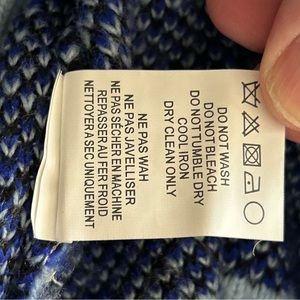 DO NOT WASH
DO NOT BLEACH
DO NOT TUMBLE DRY
COOL IRON
DRY CLEAN ONLY
NE PAS WAH
NE PAS JAVELLISER
NE PAS SÉCHER EN MACHINE
REPASSER AU FER FROID
NETTOYER A SEC UNIQUEMENT